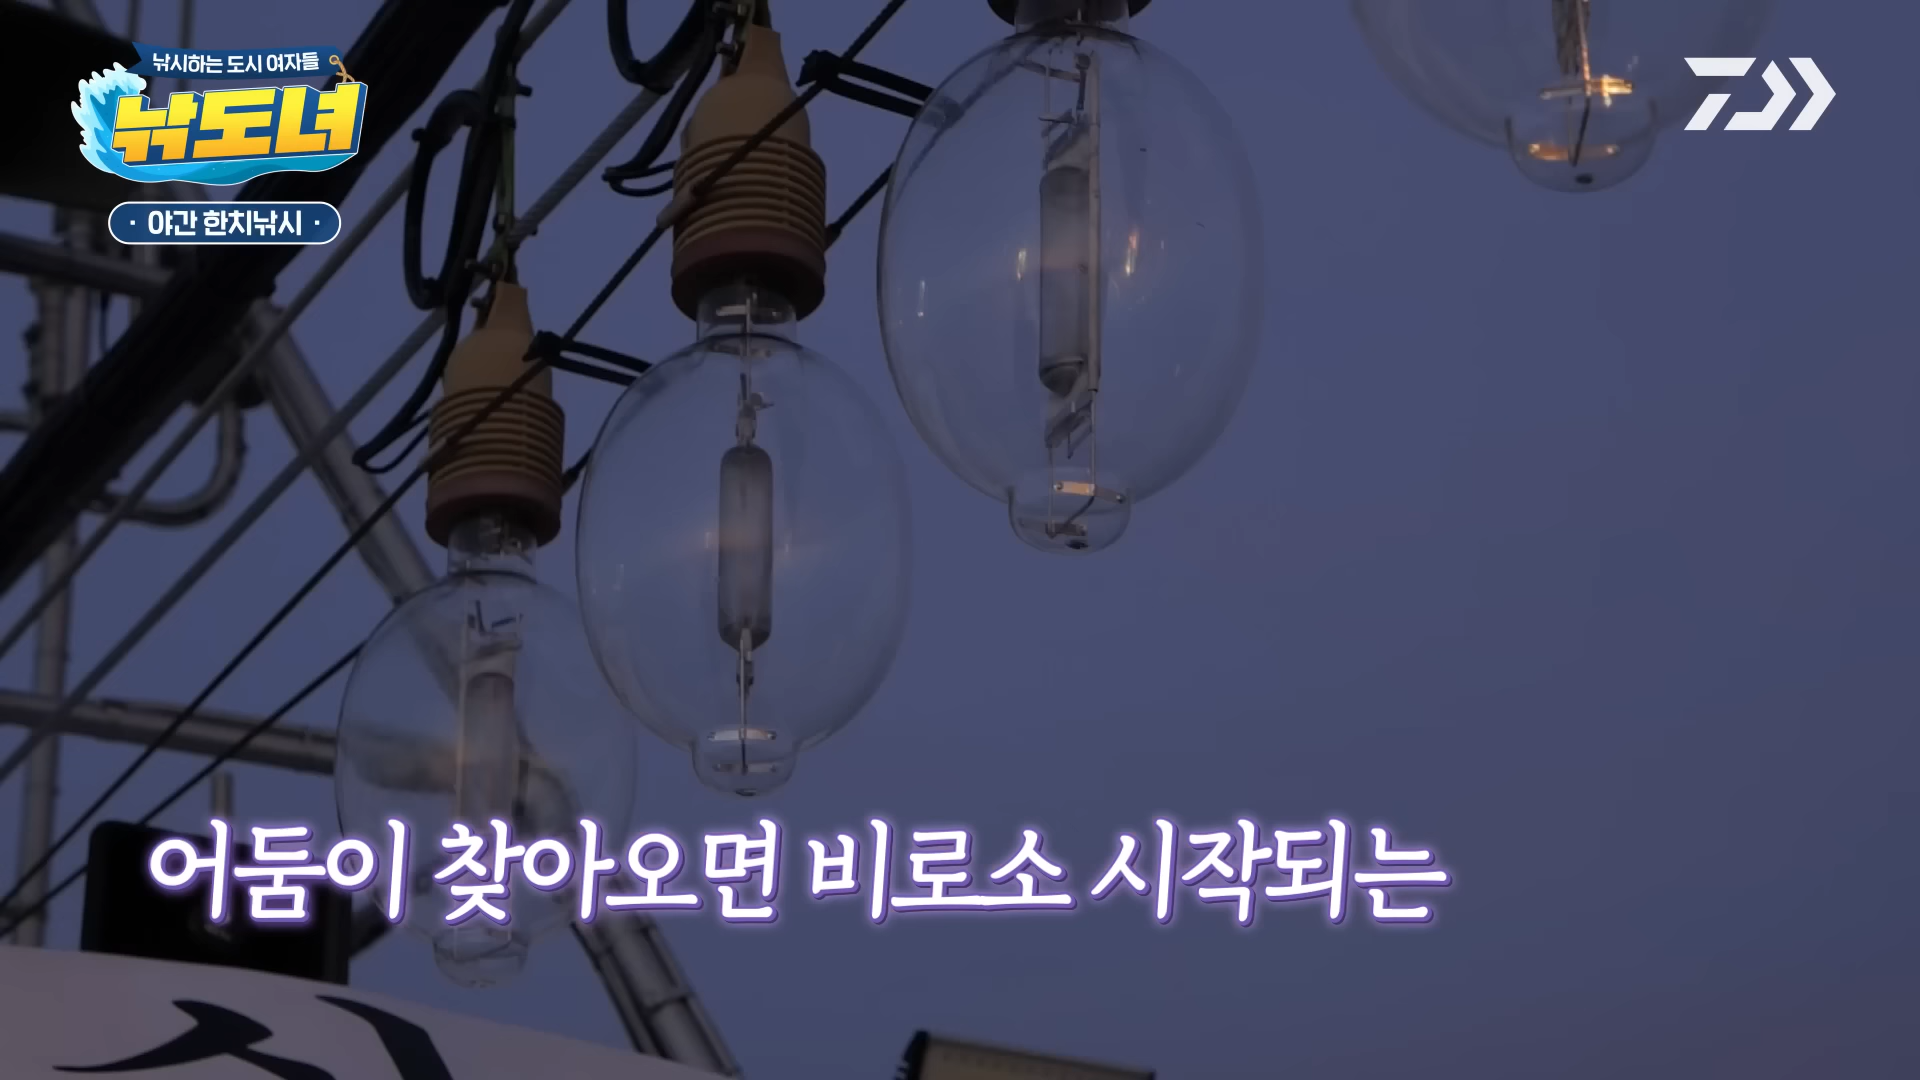 낚시하는 도시 여자들
낚도녀
· 야간 한치낚시 ·
어둠이 찾아오면 비로소 시작되는